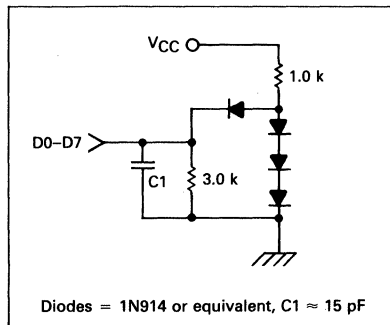 VCC
1.0 k
D0–D7
C1
3.0 k
Diodes = 1N914 or equivalent, C1 ≈ 15 pF